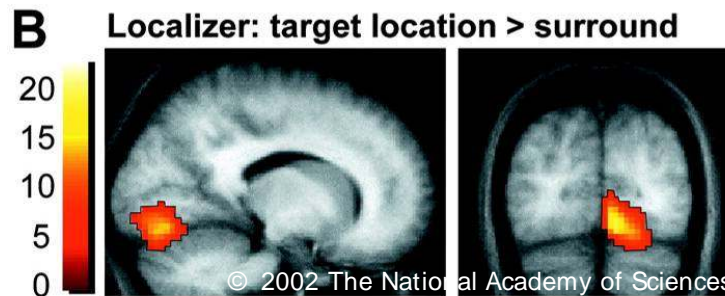 B Localizer: target location > surround
20
15
10
5
0
© 2002 The National Academy of Sciences